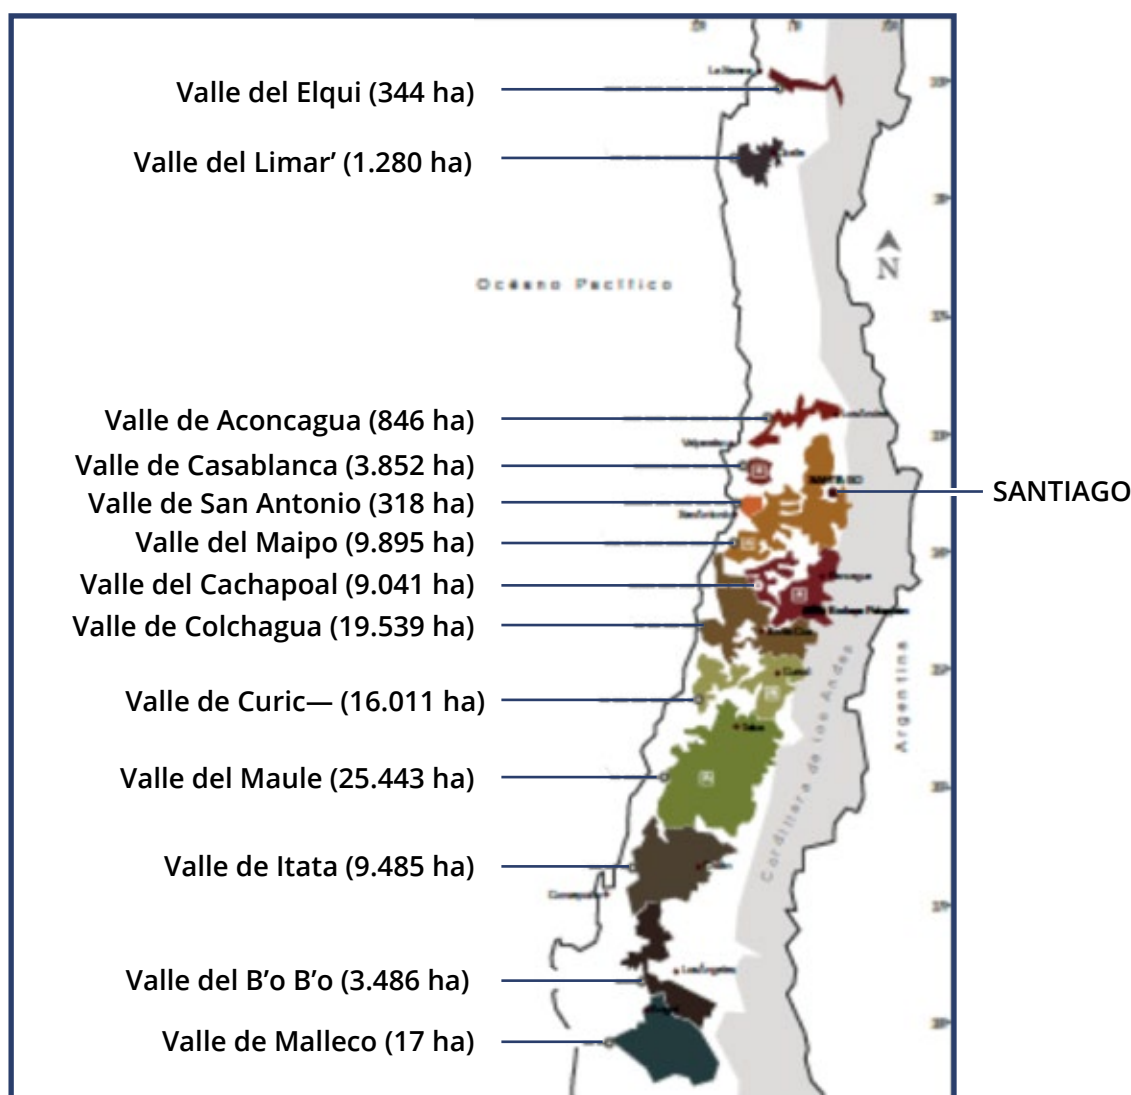 Valle del Elqui (344 ha)
Valle del Limar’ (1.280 ha)
N
Océano Pacífico
Valle de Aconcagua (846 ha)
Valle de Casablanca (3.852 ha)
Valle de San Antonio (318 ha)
SANTIAGO
Valle del Maipo (9.895 ha)
Valle del Cachapoal (9.041 ha)
Valle de Colchagua (19.539 ha)
Valle de Curic— (16.011 ha)
Argentina
Cordillera de los Andes
Valle del Maule (25.443 ha)
Valle de Itata (9.485 ha)
Valle del B’o B’o (3.486 ha)
Los Angeles
Valle de Malleco (17 ha)